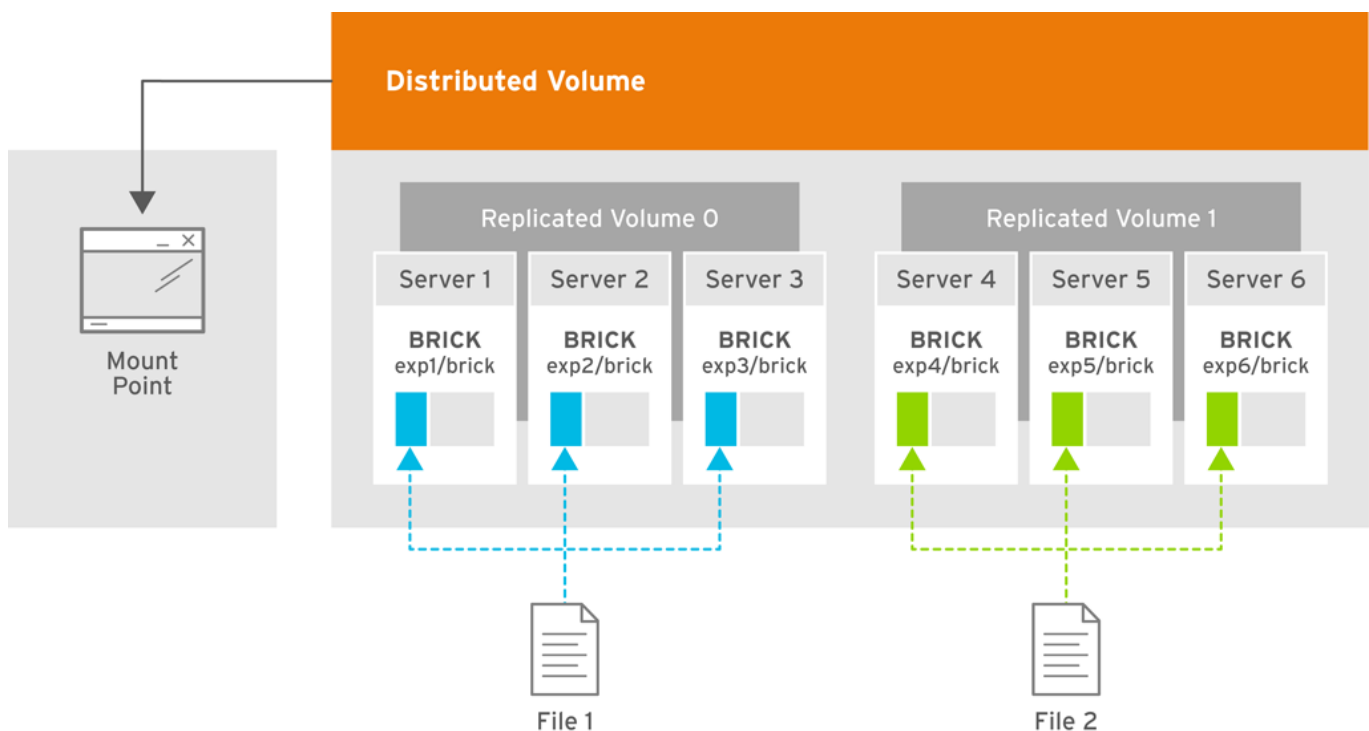 Distributed Volume
Replicated Volume 0
Replicated Volume 1
Server 1
Server 2
Server 3
Server 4
Server 5
Server 6
BRICK
exp1/brick
BRICK
exp2/brick
BRICK
exp3/brick
BRICK
exp4/brick
BRICK
exp5/brick
BRICK
exp6/brick
Mount
Point
File 1
File 2